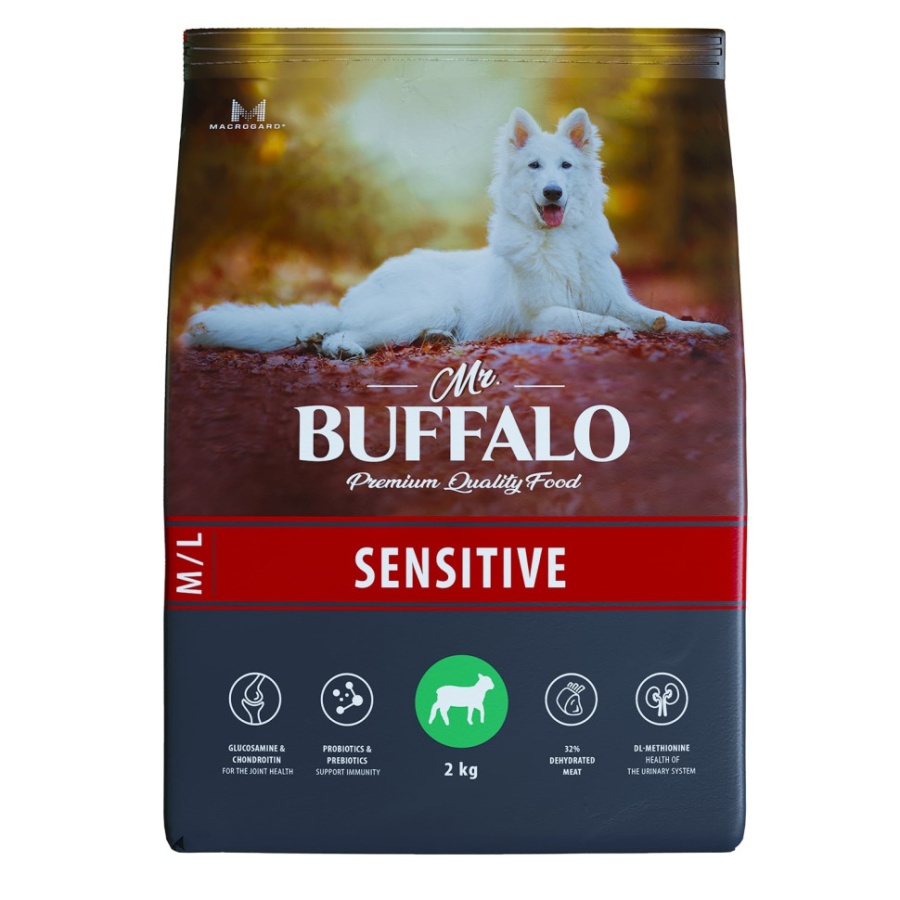 MACROGARD®
Mr.
BUFFALO
Premium Quality Food
M/L
SENSITIVE
GLUCOSAMINE &
CHONDROITIN
FOR THE JOINT HEALTH
PROBIOTICS &
PREBIOTICS
SUPPORT IMMUNITY
2 kg
32%
DEHYDRATED
MEAT
DL-METHIONINE
HEALTH OF
THE URINARY SYSTEM